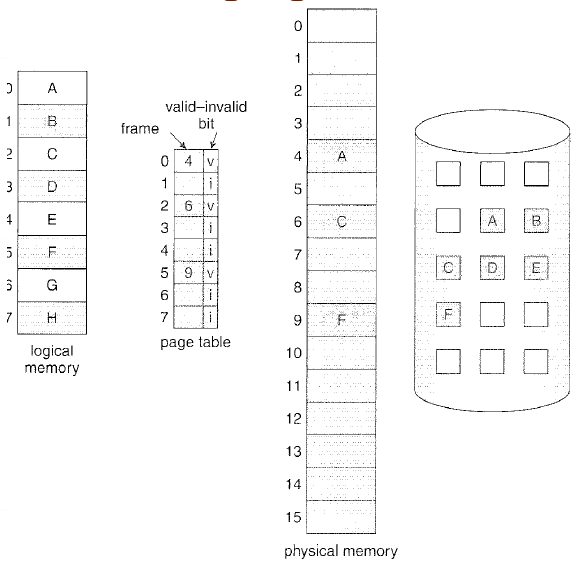 0 A
1 B
2 C
3 D
4 E
5 F
6 G
7 H
logical
memory
valid–invalid
bit
frame
0 4 v
1 i
2 6 v
3 i
4 i
5 9 v
6 i
7 i
page table
0
1
2
3
4 A
5
6 C
7
8
9 F
10
11
12
13
14
15
physical memory
A B
C D E
F